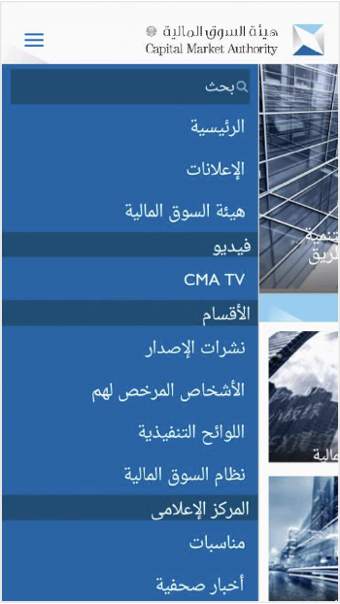 هيئة السوق المالية
Capital Market Authority
بحث
الرئيسية
الإعلانات
هيئة السوق المالية
فيديو
CMA TV
الأقسام
نشرات الإصدار
الأشخاص المرخص لهم
اللوائح التنفيذية
نظام السوق المالية
المركز الإعلامى
مناسبات
أخبار صحفية